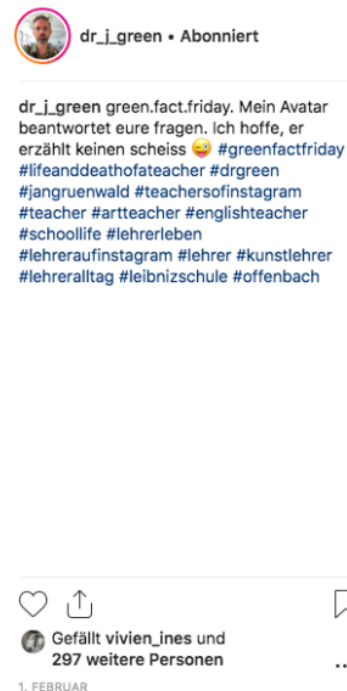 dr_j_green • Abonniert
dr_j_green green.fact.friday. Mein Avatar
beantwortet eure fragen. Ich hoffe, er
erzählt keinen scheiss 😜 #greenfactfriday
#lifeanddeathofateacher #drgreen
#jangruenwald #teachersofinstagram
#teacher #artteacher #englishteacher
#schoollife #lehrerleben
#lehreraufinstagram #lehrer #kunstlehrer
#lehreralltag #leibnizschule #offenbach
Gefällt vivien_ines und
297 weitere Personen
1. FEBRUAR